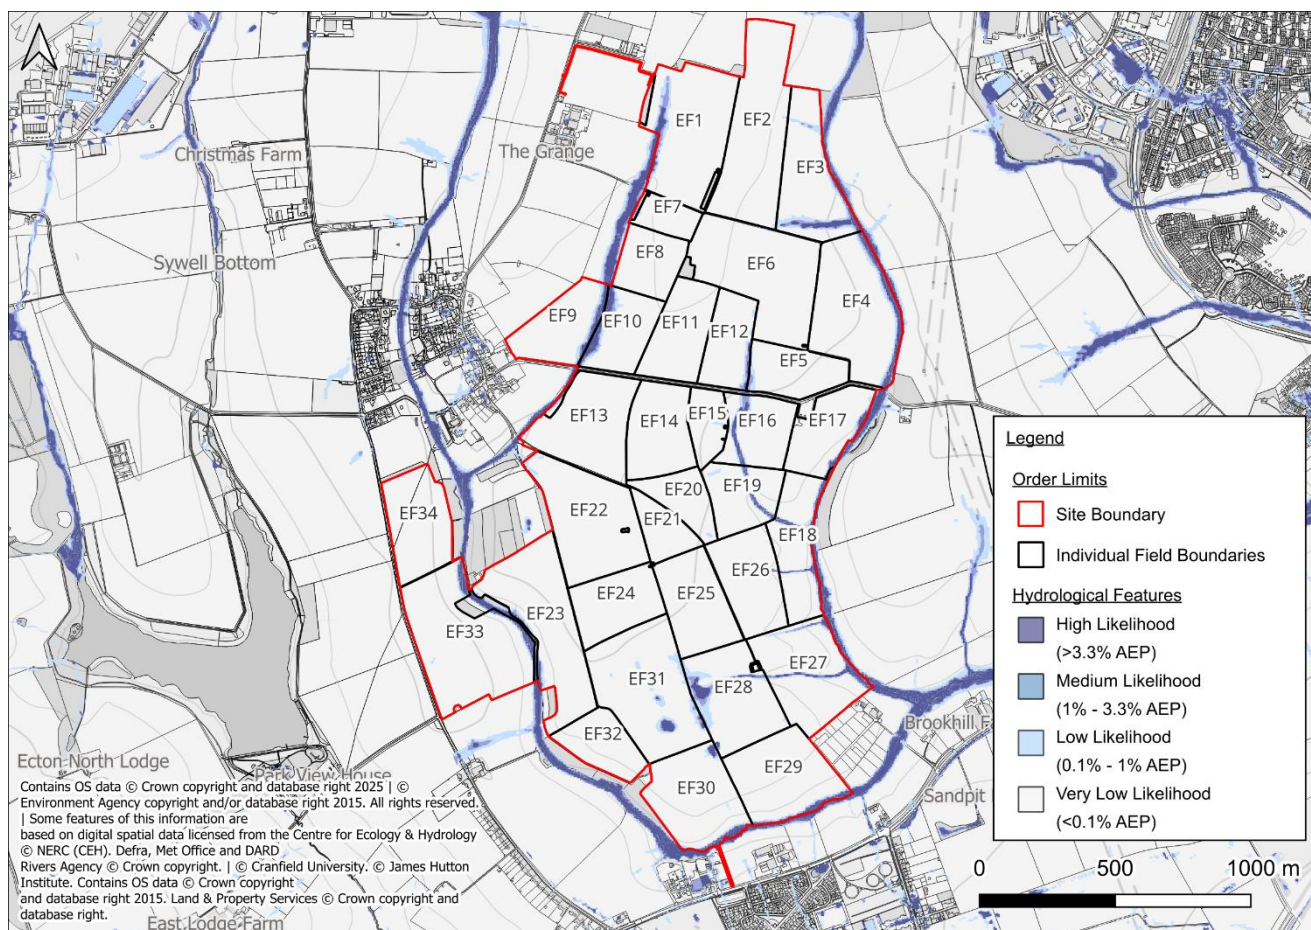 EF1
EF2
Christmas Farm
The Grange
EF3
EF7
EF8
EF6
Sywell Bottom
EF4
EF9
EF10
EF11
EF12
EF5
EF13
EF14
EF15
EF16
EF17
EF34
EF22
EF20
EF21
EF19
EF18
EF24
EF25
EF26
EF23
EF33
EF27
EF31
EF28
EF32
EF29
EF30
Brookhill Fa
Sandpit
Ecton North Lodge
Park View House
East Lodge Farm
Legend
Order Limits
Site Boundary
Individual Field Boundaries
Hydrological Features
High Likelihood
(>3.3% AEP)
Medium Likelihood
(1% - 3.3% AEP)
Low Likelihood
(0.1% - 1% AEP)
Very Low Likelihood
(<0.1% AEP)
0 500 1000 m
Contains OS data © Crown copyright and database right 2025 | ©
Environment Agency copyright and/or database right 2015. All rights reserved.
| Some features of this information are
based on digital spatial data licensed from the Centre for Ecology & Hydrology
© NERC (CEH). Defra, Met Office and DARD
Rivers Agency © Crown copyright. | © Cranfield University. © James Hutton
Institute. Contains OS data © Crown copyright
and database right 2015. Land & Property Services © Crown copyright and
database right.